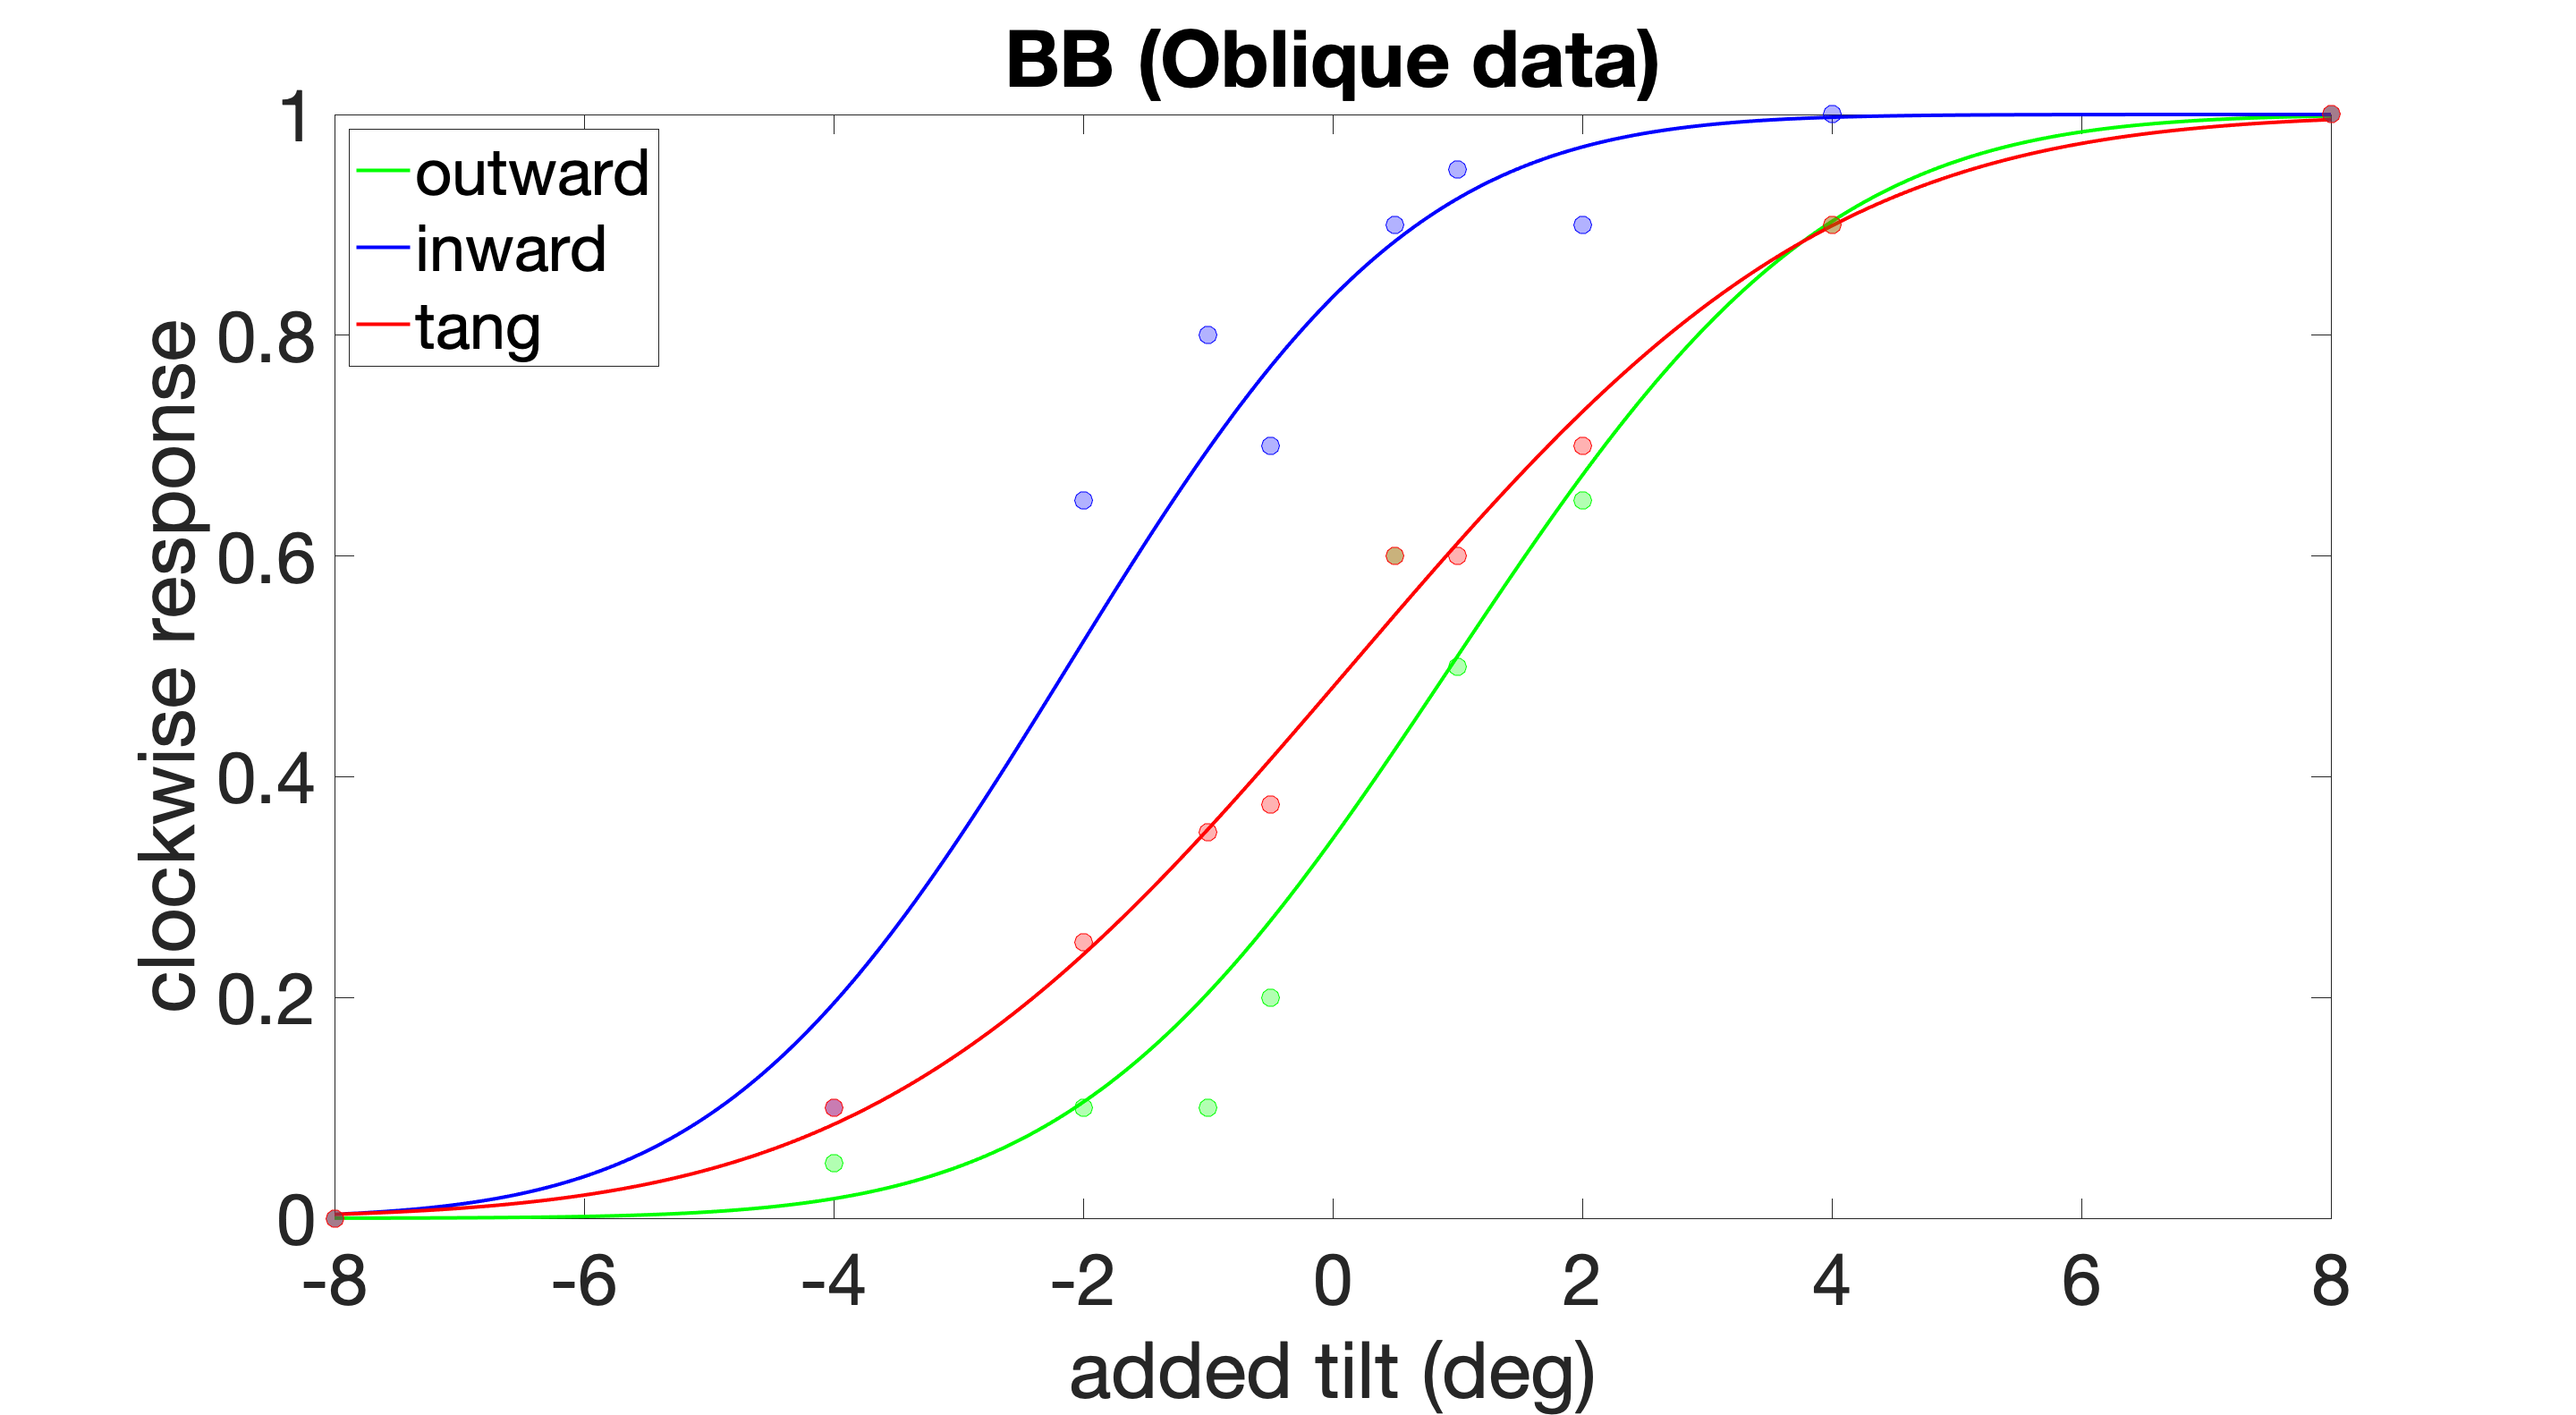 BB (Oblique data)
outward
inward
tang
clockwise response
1
0.8
0.6
0.4
0.2
0
-8 -6 -4 -2 0 2 4 6 8
added tilt (deg)